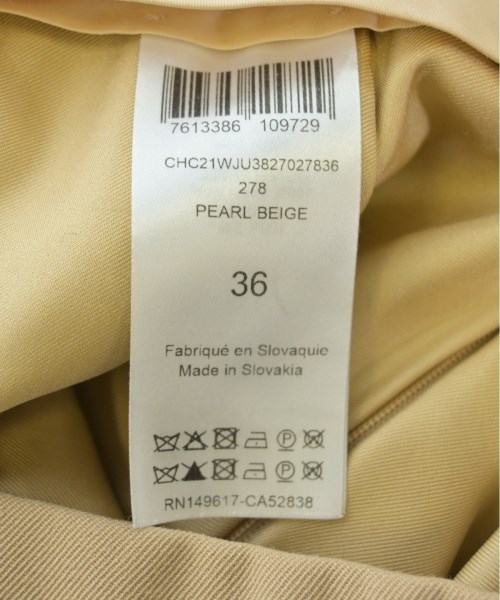 7613386 109729
CHC21WJU3827027836
278
PEARL BEIGE
36
Fabriqué en Slovaquie
Made in Slovakia
RN149617-CA52838